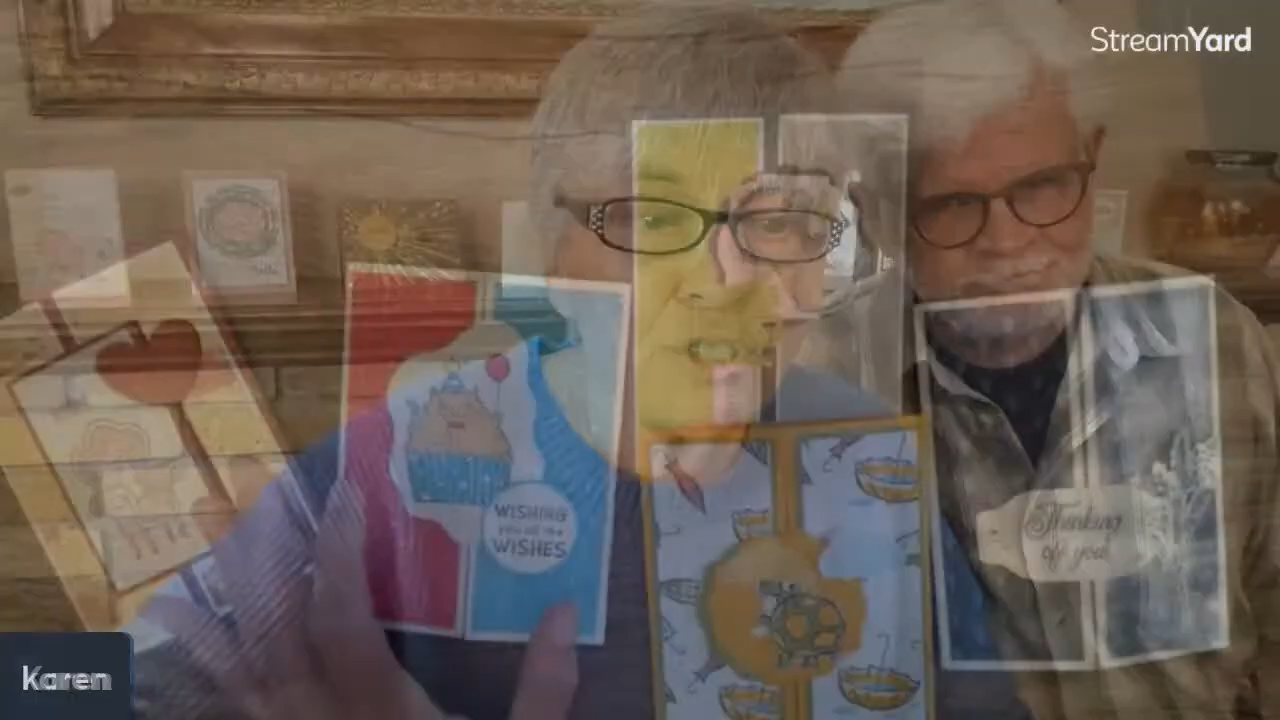 StreamYard
WISHING
you all the
WISHES
Thinking
of you
Karen